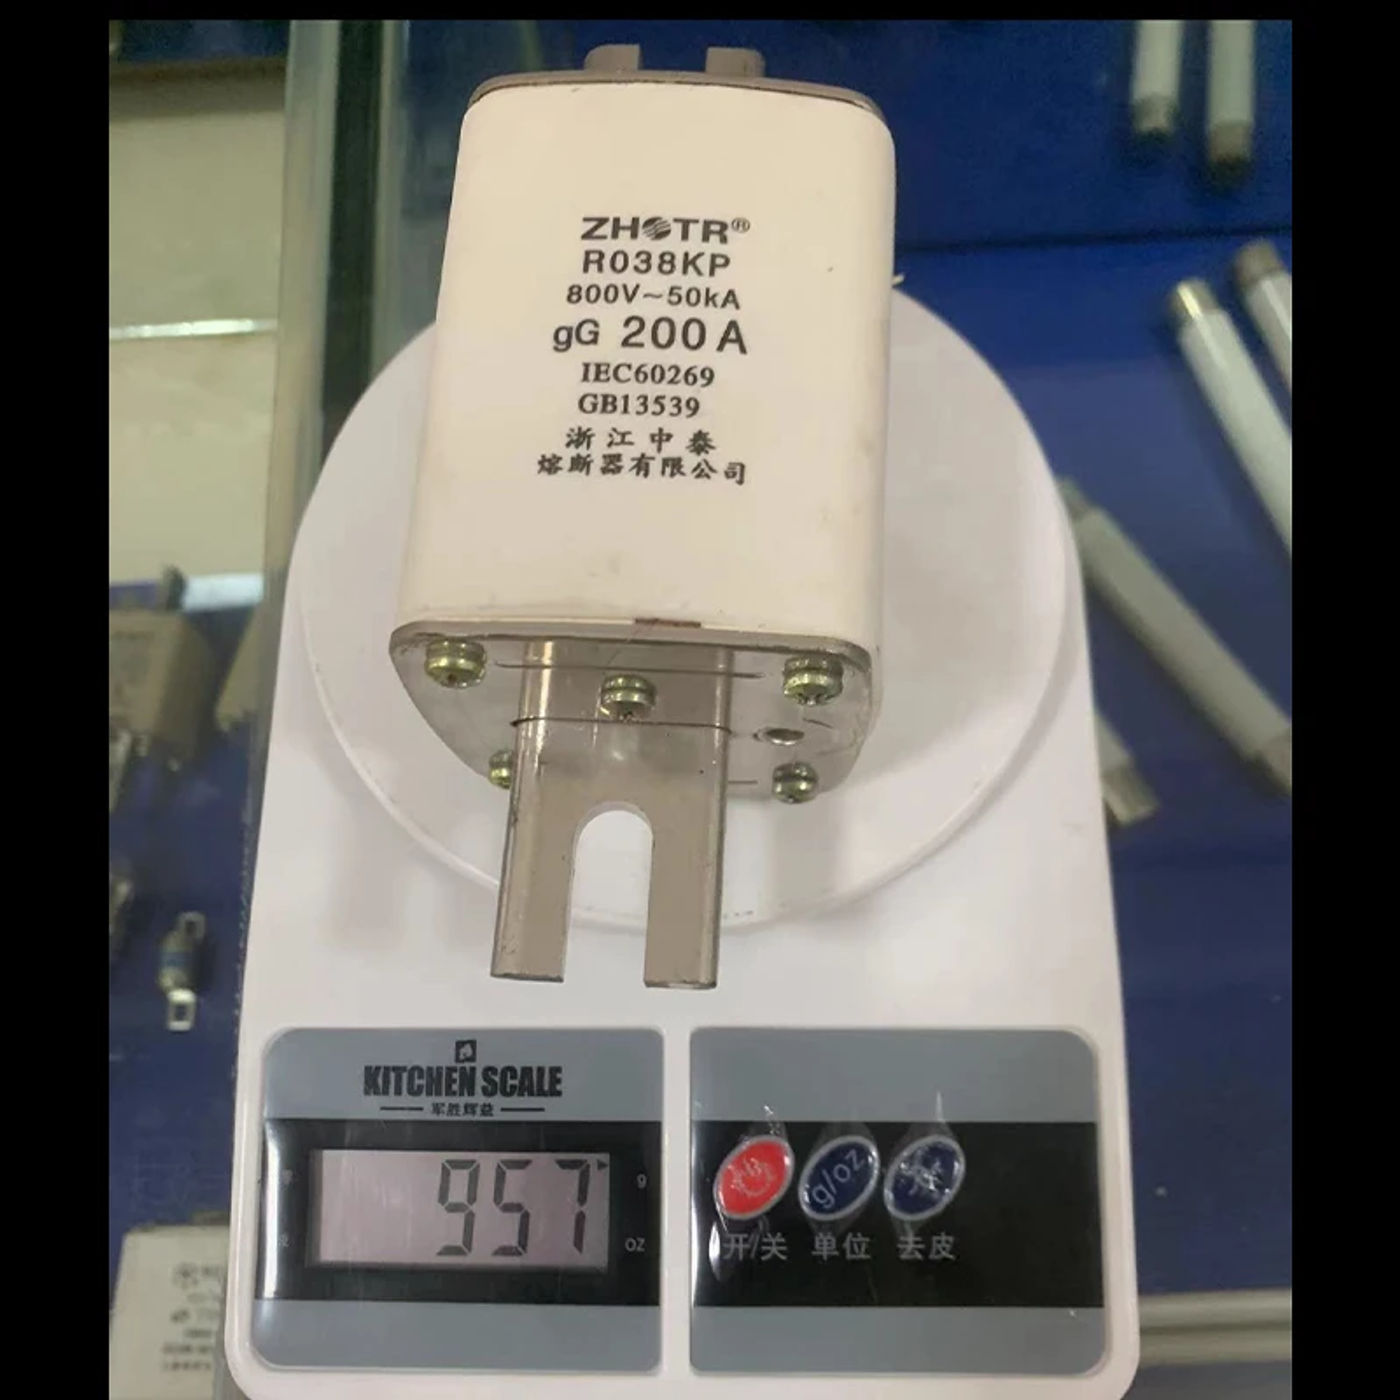 ZHOTR®
R038KP
800V~50kA
gG 200A
IEC60269
GB13539
浙江中泰
熔断器有限公司
KITCHEN SCALE
军胜辉益
957
g
oz
g/oz
开/关 单位 去皮